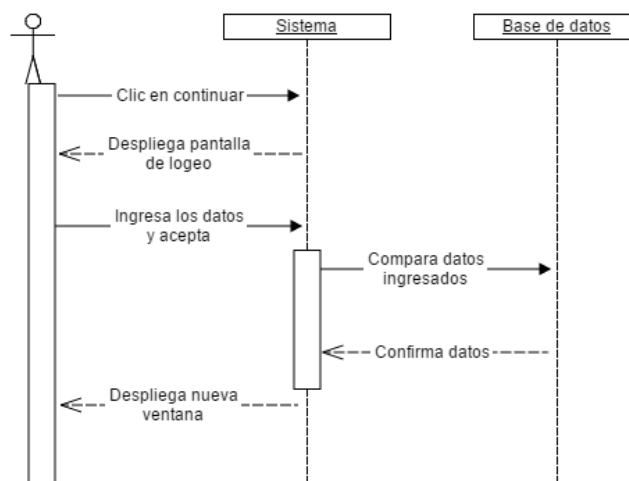 Sistema
Base de datos
Clic en continuar
Despliega pantalla
de logeo
Ingresa los datos
y acepta
Compara datos
ingresados
Confirma datos
Despliega nueva
ventana